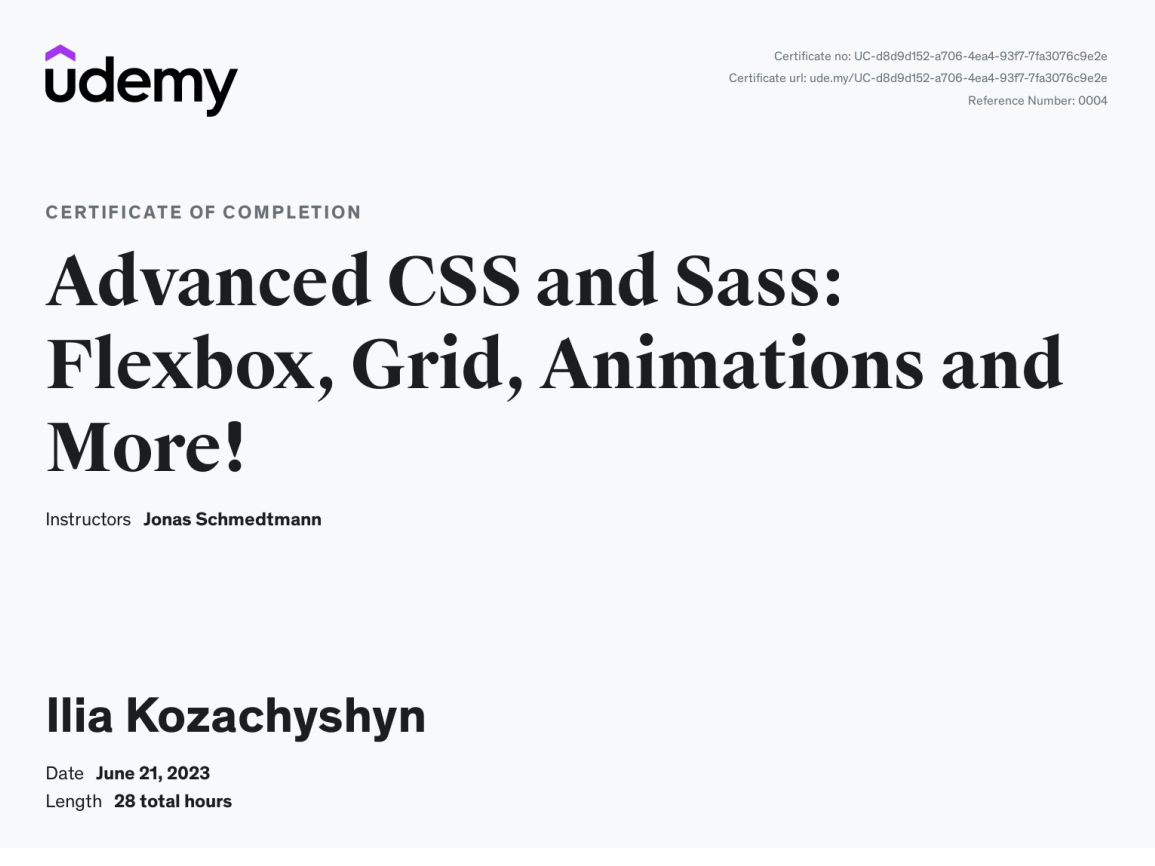 udemy
Certificate no: UC-d8d9d152-a706-4ea4-93f7-7fa3076c9e2e
Certificate url: ude.my/UC-d8d9d152-a706-4ea4-93f7-7fa3076c9e2e
Reference Number: 0004
CERTIFICATE OF COMPLETION
Advanced CSS and Sass:
Flexbox, Grid, Animations and
More!
Instructors Jonas Schmedtmann
Ilia Kozachyshyn
Date June 21, 2023
Length 28 total hours